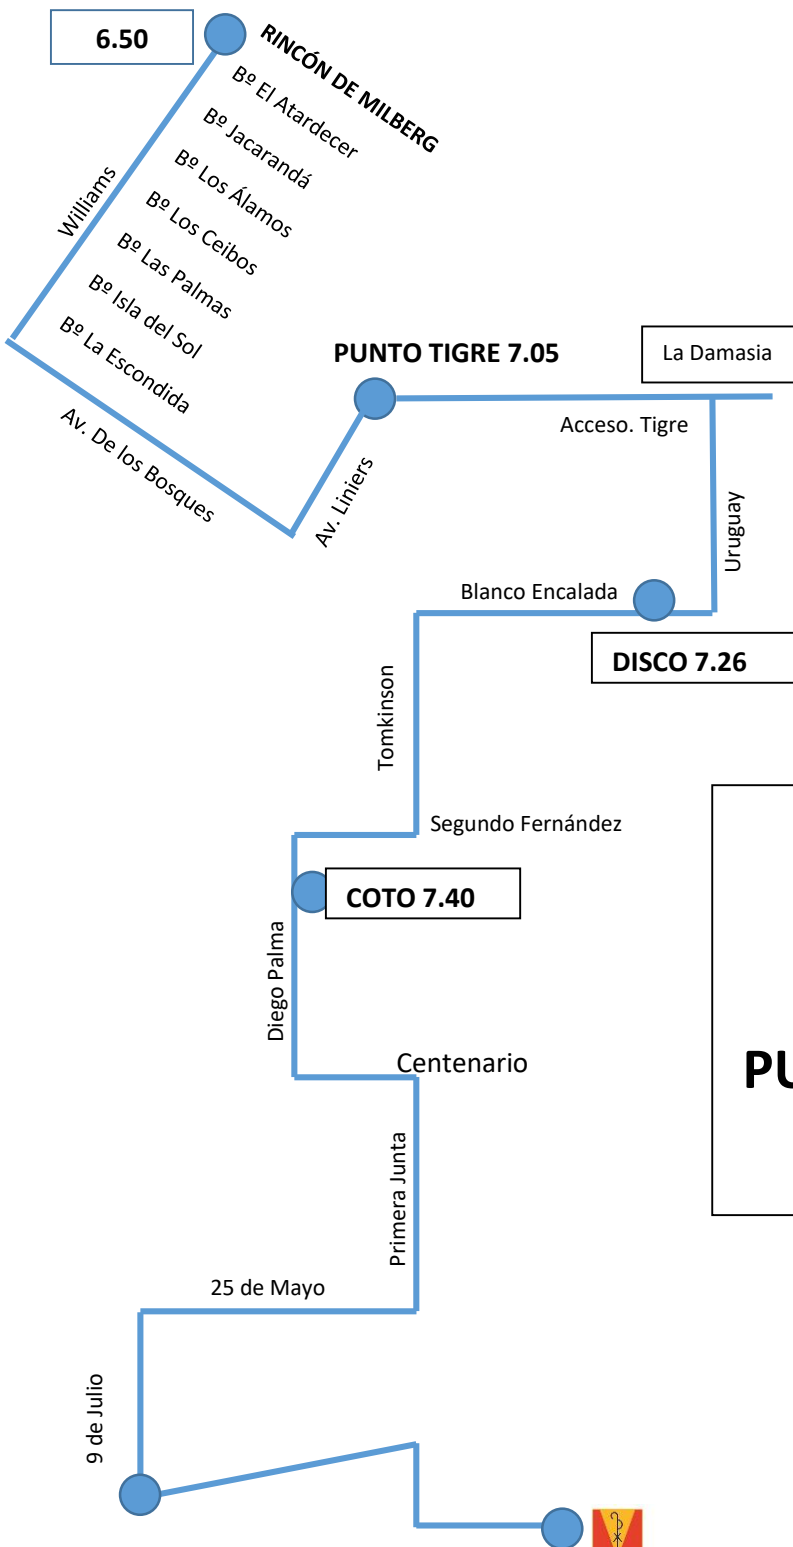 6.50
RINCÓN DE MILBERG
Bº El Atardecer
Bº Jacarandá
Bº Los Álamos
Bº Los Ceibos
Bº Las Palmas
Bº Isla del Sol
Bº La Escondida
Williams
Av. De los Bosques
Av. Liniers
PUNTO TIGRE 7.05
La Damasia
Acceso. Tigre
Uruguay
Blanco Encalada
DISCO 7.26
Tomkinson
Segundo Fernández
COTO 7.40
Diego Palma
Centenario
PU
Primera Junta
25 de Mayo
9 de Julio